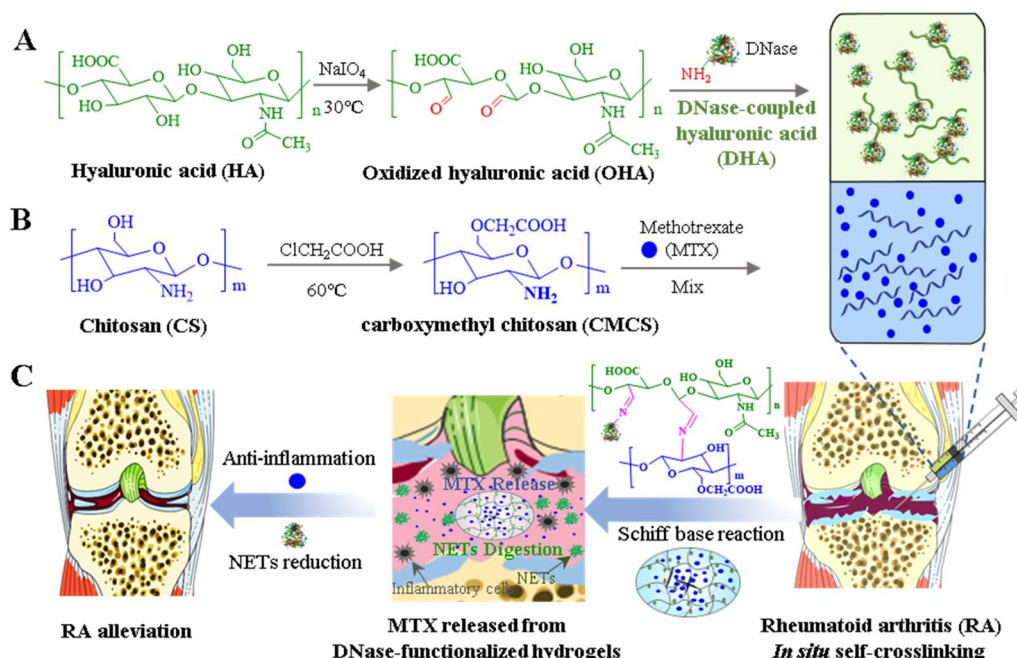 A
HOOC
OH
HO
O
O
HO
OH
NH
n
O
CH3
Hyaluronic acid (HA)
NaIO4
30℃
HOOC
OH
HO
O
O
O
O
NH
n
O
CH3
Oxidized hyaluronic acid (OHA)
DNase
NH2
DNase-coupled
hyaluronic acid
(DHA)
B
OH
O
O
HO
NH2
m
Chitosan (CS)
ClCH2COOH
60℃
OCH2COOH
O
O
HO
NH2
m
carboxymethyl chitosan (CMCS)
Methotrexate
(MTX)
Mix
C
RA alleviation
Anti-inflammation
NETs reduction
MTX Release
NETs Digestion
Inflammatory cells
NETs
MTX released from
DNase-functionalized hydrogels
HOOC
HO
OH
O
O
O
O
N
NH
n
O
CH3
N
OH
O
O
m
OCH2COOH
Schiff base reaction
Rheumatoid arthritis (RA)
In situ self-crosslinking